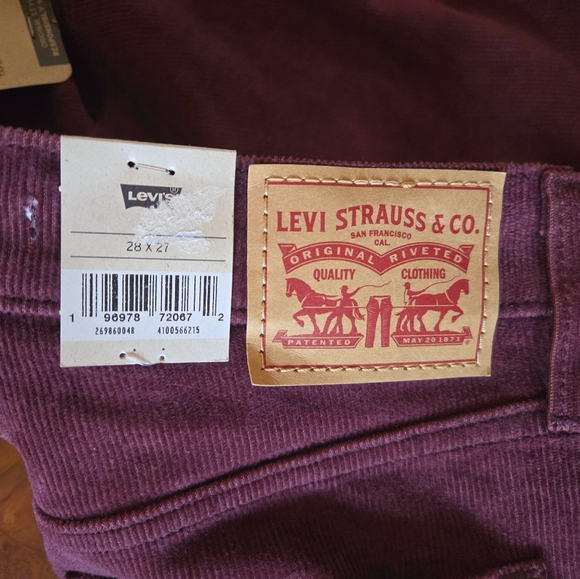 Levi's®
28 X 27
1 96978 72067 2
269860048 4100566215
LEVI STRAUSS & CO.
SAN FRANCISCO
CAL.
ORIGINAL RIVETED
QUALITY CLOTHING
PATENTED MAY 20 1873